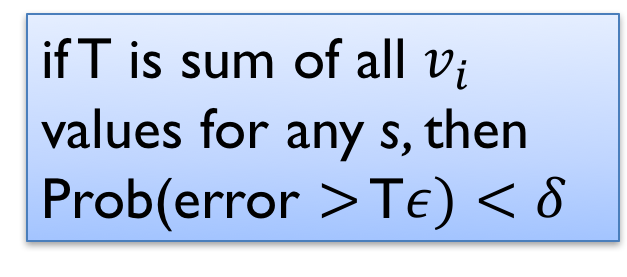 if T is sum of all 𝑣ᵢ
values for any s, then
Prob(error > T𝜖) < 𝛿